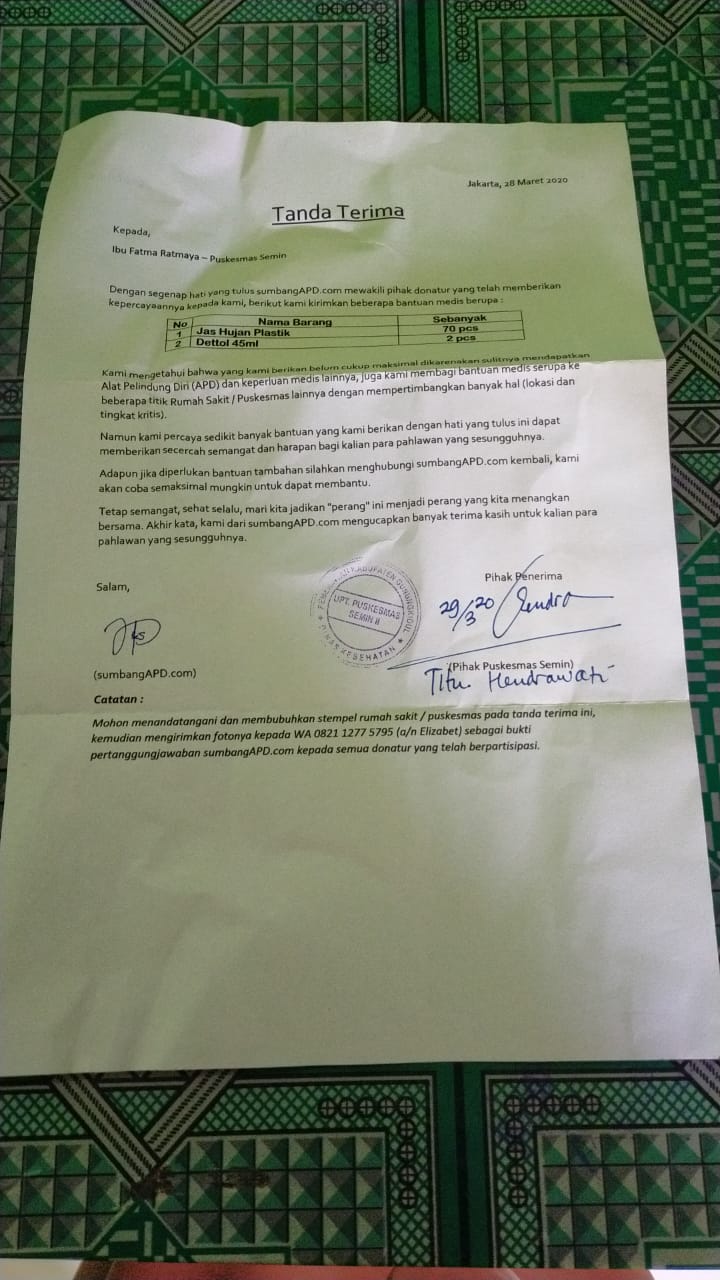 Jakarta, 28 Maret 2020
Tanda Terima
Kepada,
Ibu Fatma Ratmaya – Puskesmas Semin
Dengan segenap hati yang tulus sumbangAPD.com mewakili pihak donatur yang telah memberikan
kepercayaannya kepada kami, berikut kami kirimkan beberapa bantuan medis berupa :
No Nama Barang Sebanyak
1 Jas Hujan Plastik 70 pcs
2 Dettol 45ml 2 pcs
Kami mengetahui bahwa yang kami berikan belum cukup maksimal dikarenakan sulitnya mendapatkan
Alat Pelindung Diri (APD) dan keperluan medis lainnya, juga kami membagi bantuan medis serupa ke
beberapa titik Rumah Sakit / Puskesmas lainnya dengan mempertimbangkan banyak hal (lokasi dan
tingkat kritis).
Namun kami percaya sedikit banyak bantuan yang kami berikan dengan hati yang tulus ini dapat
memberikan secercah semangat dan harapan bagi kalian para pahlawan yang sesungguhnya.
Adapun jika diperlukan bantuan tambahan silahkan menghubungi sumbangAPD.com kembali, kami
akan coba semaksimal mungkin untuk dapat membantu.
Tetap semangat, sehat selalu, mari kita jadikan "perang" ini menjadi perang yang kita menangkan
bersama. Akhir kata, kami dari sumbangAPD.com mengucapkan banyak terima kasih untuk kalian para
pahlawan yang sesungguhnya.
Salam,
Pihak Penerima
29/3 20
PEMERINTAH KABUPATEN GUNUNGKIDUL
UPT. PUSKESMAS
SEMIN II
DINAS KESEHATAN
(sumbangAPD.com)
(Pihak Puskesmas Semin)
Titu Hendrawati
Catatan :
Mohon menandatangani dan membubuhkan stempel rumah sakit / puskesmas pada tanda terima ini,
kemudian mengirimkan fotonya kepada WA 0821 1277 5795 (a/n Elizabet) sebagai bukti
pertanggungjawaban sumbangAPD.com kepada semua donatur yang telah berpartisipasi.